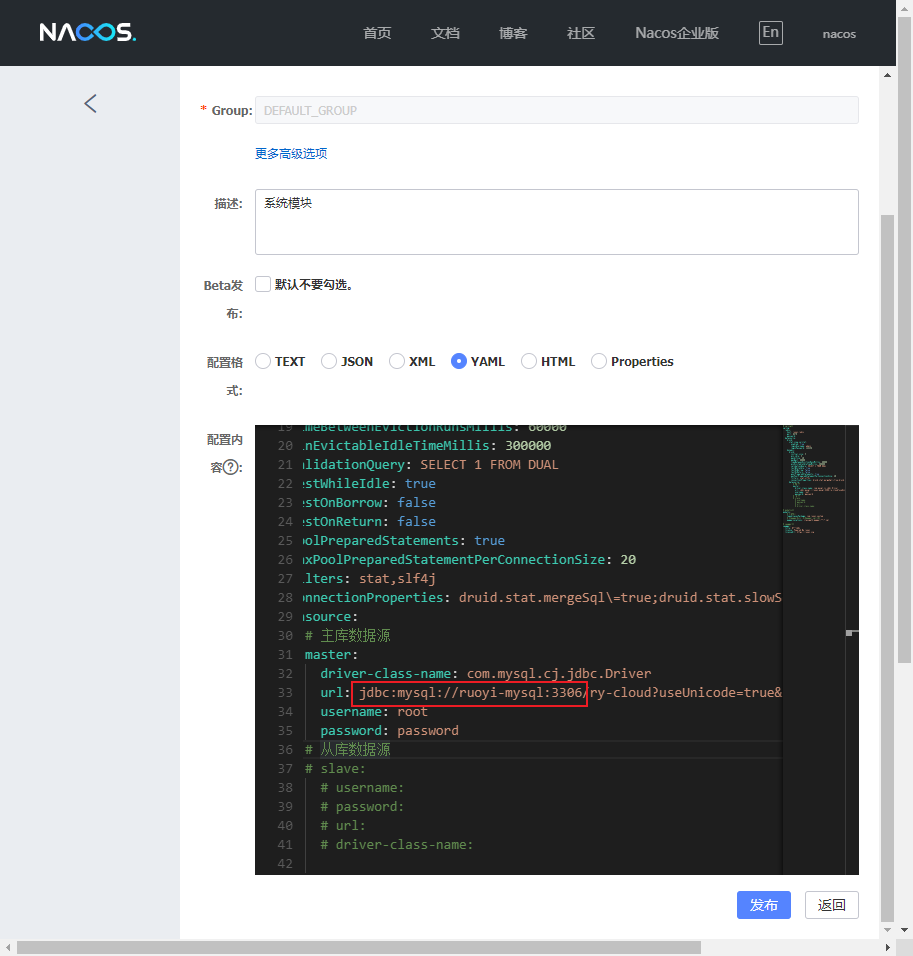 NACOS.
首页 文档 博客 社区 Nacos企业版 En nacos
* Group: DEFAULT_GROUP
更多高级选项
描述: 系统模块
Beta发布: 默认不要勾选。
配置格式: TEXT JSON XML YAML HTML Properties
配置内容?:
19 meBetweenEvictionRunsMillis: 60000
20 nEvictableIdleTimeMillis: 300000
21 lidationQuery: SELECT 1 FROM DUAL
22 estWhileIdle: true
23 estOnBorrow: false
24 estOnReturn: false
25 oolPreparedStatements: true
26 xPoolPreparedStatementPerConnectionSize: 20
27 lters: stat,slf4j
28 nnectionProperties: druid.stat.mergeSql\=true;druid.stat.slowS
29 source:
30 # 主库数据源
31 master:
32 driver-class-name: com.mysql.cj.jdbc.Driver
33 url: jdbc:mysql://ruoyi-mysql:3306/ry-cloud?useUnicode=true&
34 username: root
35 password: password
36 # 从库数据源
37 # slave:
38 # username:
39 # password:
40 # url:
41 # driver-class-name:
42
发布 返回